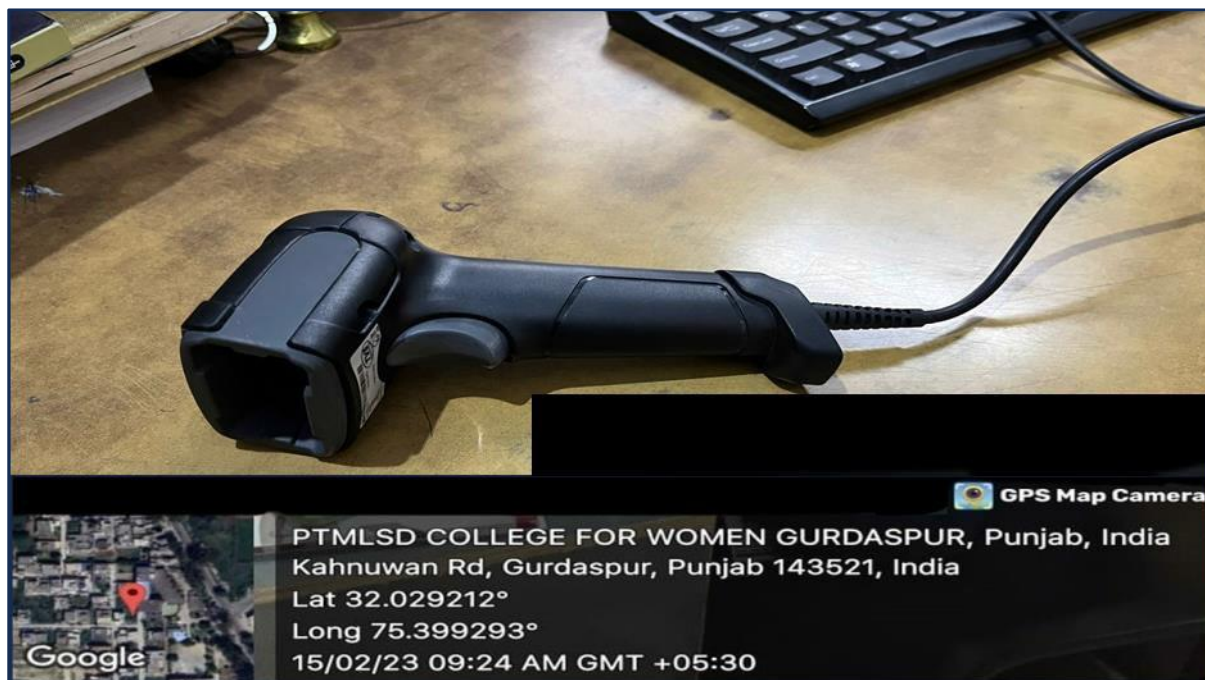 GPS Map Camera
PTMLSD COLLEGE FOR WOMEN GURDASPUR, Punjab, India
Kahnuwan Rd, Gurdaspur, Punjab 143521, India
Lat 32.029212°
Long 75.399293°
15/02/23 09:24 AM GMT +05:30
Google